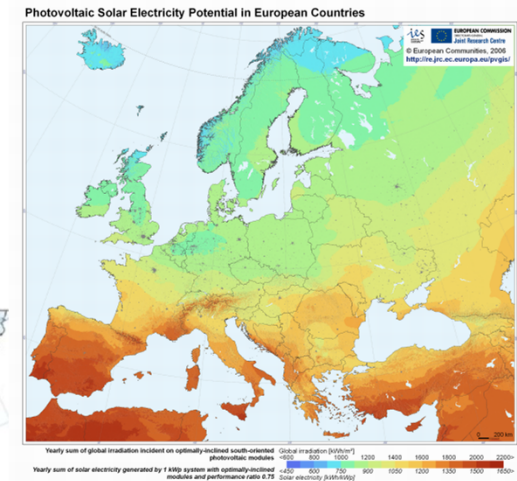 Photovoltaic Solar Electricity Potential in European Countries
ies
EUROPEAN COMMISSION
Joint Research Centre
© European Communities, 2006
http://re.jrc.ec.europa.eu/pvgis/
0 200 km
Yearly sum of global irradiation incident on optimally-inclined south-oriented
photovoltaic modules
Global irradiation [kWh/m²]
<600 800 1000 1200 1400 1600 1800 2000 2200>
<450 600 750 900 1050 1200 1350 1500 1650>
Yearly sum of solar electricity generated by 1 kWp system with optimally-inclined
modules and performance ratio 0.75
Solar electricity [kWh/kWp]